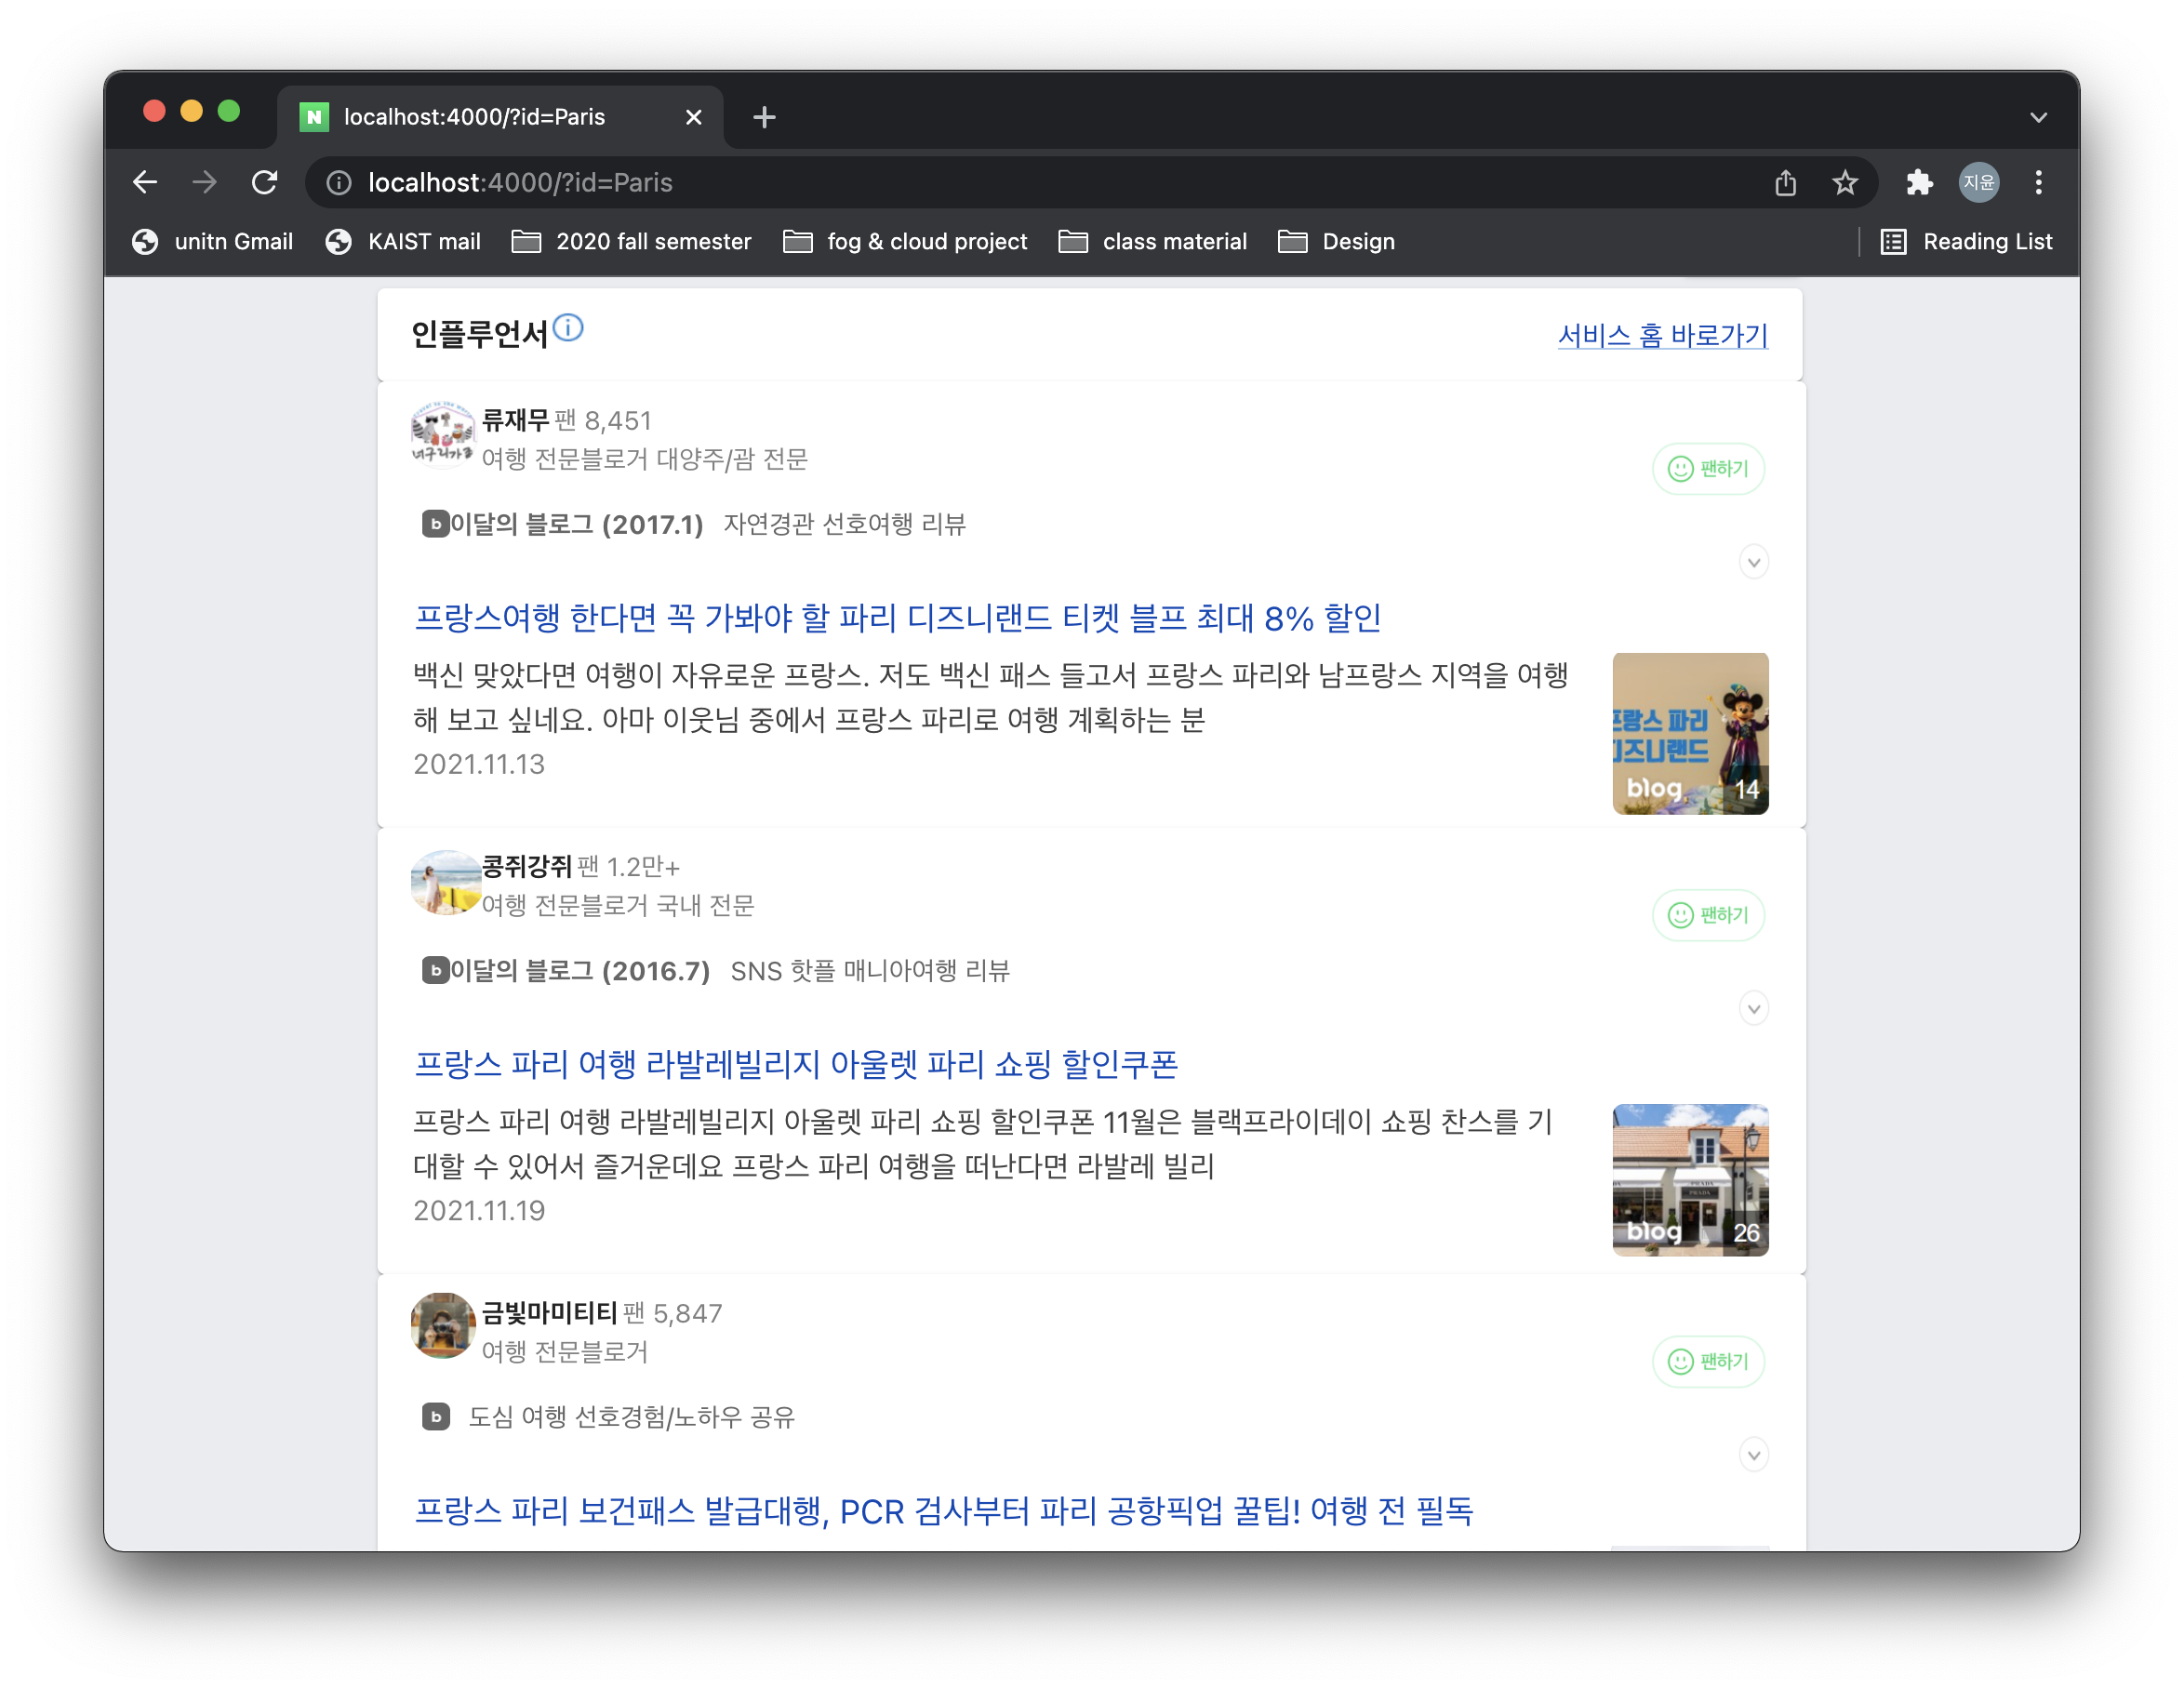 localhost:4000/?id=Paris
localhost:4000/?id=Paris
지윤
unitn Gmail KAIST mail 2020 fall semester fog & cloud project class material Design Reading List
인플루언서 서비스 홈 바로가기
너구리가족
류재무 팬 8,451
여행 전문블로거 대양주/괌 전문
팬하기
b 이달의 블로그 (2017.1) 자연경관 선호여행 리뷰
프랑스여행 한다면 꼭 가봐야 할 파리 디즈니랜드 티켓 블프 최대 8% 할인
백신 맞았다면 여행이 자유로운 프랑스. 저도 백신 패스 들고서 프랑스 파리와 남프랑스 지역을 여행
해 보고 싶네요. 아마 이웃님 중에서 프랑스 파리로 여행 계획하는 분
2021.11.13
프랑스 파리
디즈니랜드
blog 14
콩쥐강쥐 팬 1.2만+
여행 전문블로거 국내 전문
팬하기
b 이달의 블로그 (2016.7) SNS 핫플 매니아여행 리뷰
프랑스 파리 여행 라발레빌리지 아울렛 파리 쇼핑 할인쿠폰
프랑스 파리 여행 라발레빌리지 아울렛 파리 쇼핑 할인쿠폰 11월은 블랙프라이데이 쇼핑 찬스를 기
대할 수 있어서 즐거운데요 프랑스 파리 여행을 떠난다면 라발레 빌리
2021.11.19
PRADA
blog 26
금빛마미티티 팬 5,847
여행 전문블로거
팬하기
b 도심 여행 선호경험/노하우 공유
프랑스 파리 보건패스 발급대행, PCR 검사부터 파리 공항픽업 꿀팁! 여행 전 필독